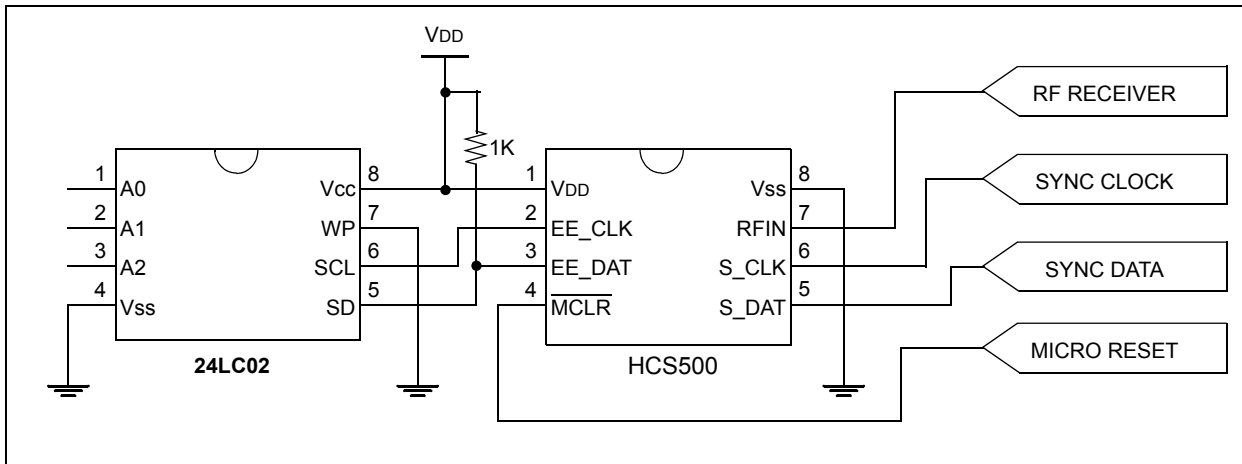 VDD
1K
1
A0
2
A1
3
A2
4
Vss
8
Vcc
7
WP
6
SCL
5
SD
24LC02
1
VDD
2
EE_CLK
3
EE_DAT
4
MCLR
8
Vss
7
RFIN
6
S_CLK
5
S_DAT
HCS500
RF RECEIVER
SYNC CLOCK
SYNC DATA
MICRO RESET